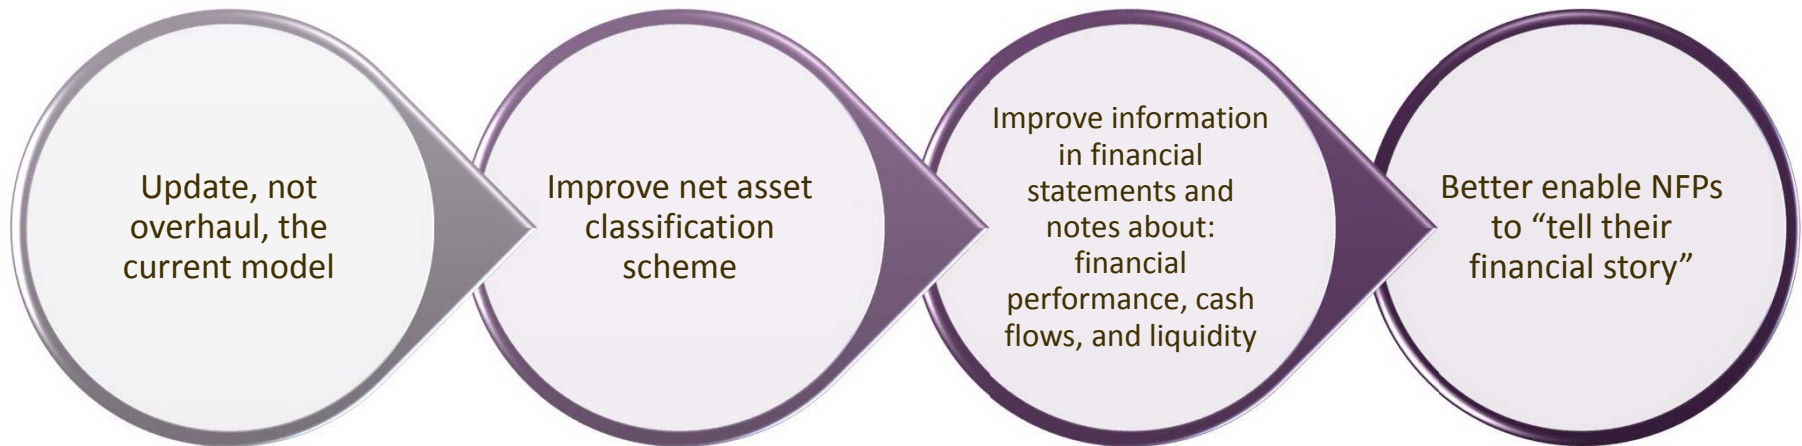 Update, not
overhaul, the
current model
Improve net asset
classification
scheme
Improve information
in financial
statements and
notes about:
financial
performance, cash
flows, and liquidity
Better enable NFPs
to “tell their
financial story”